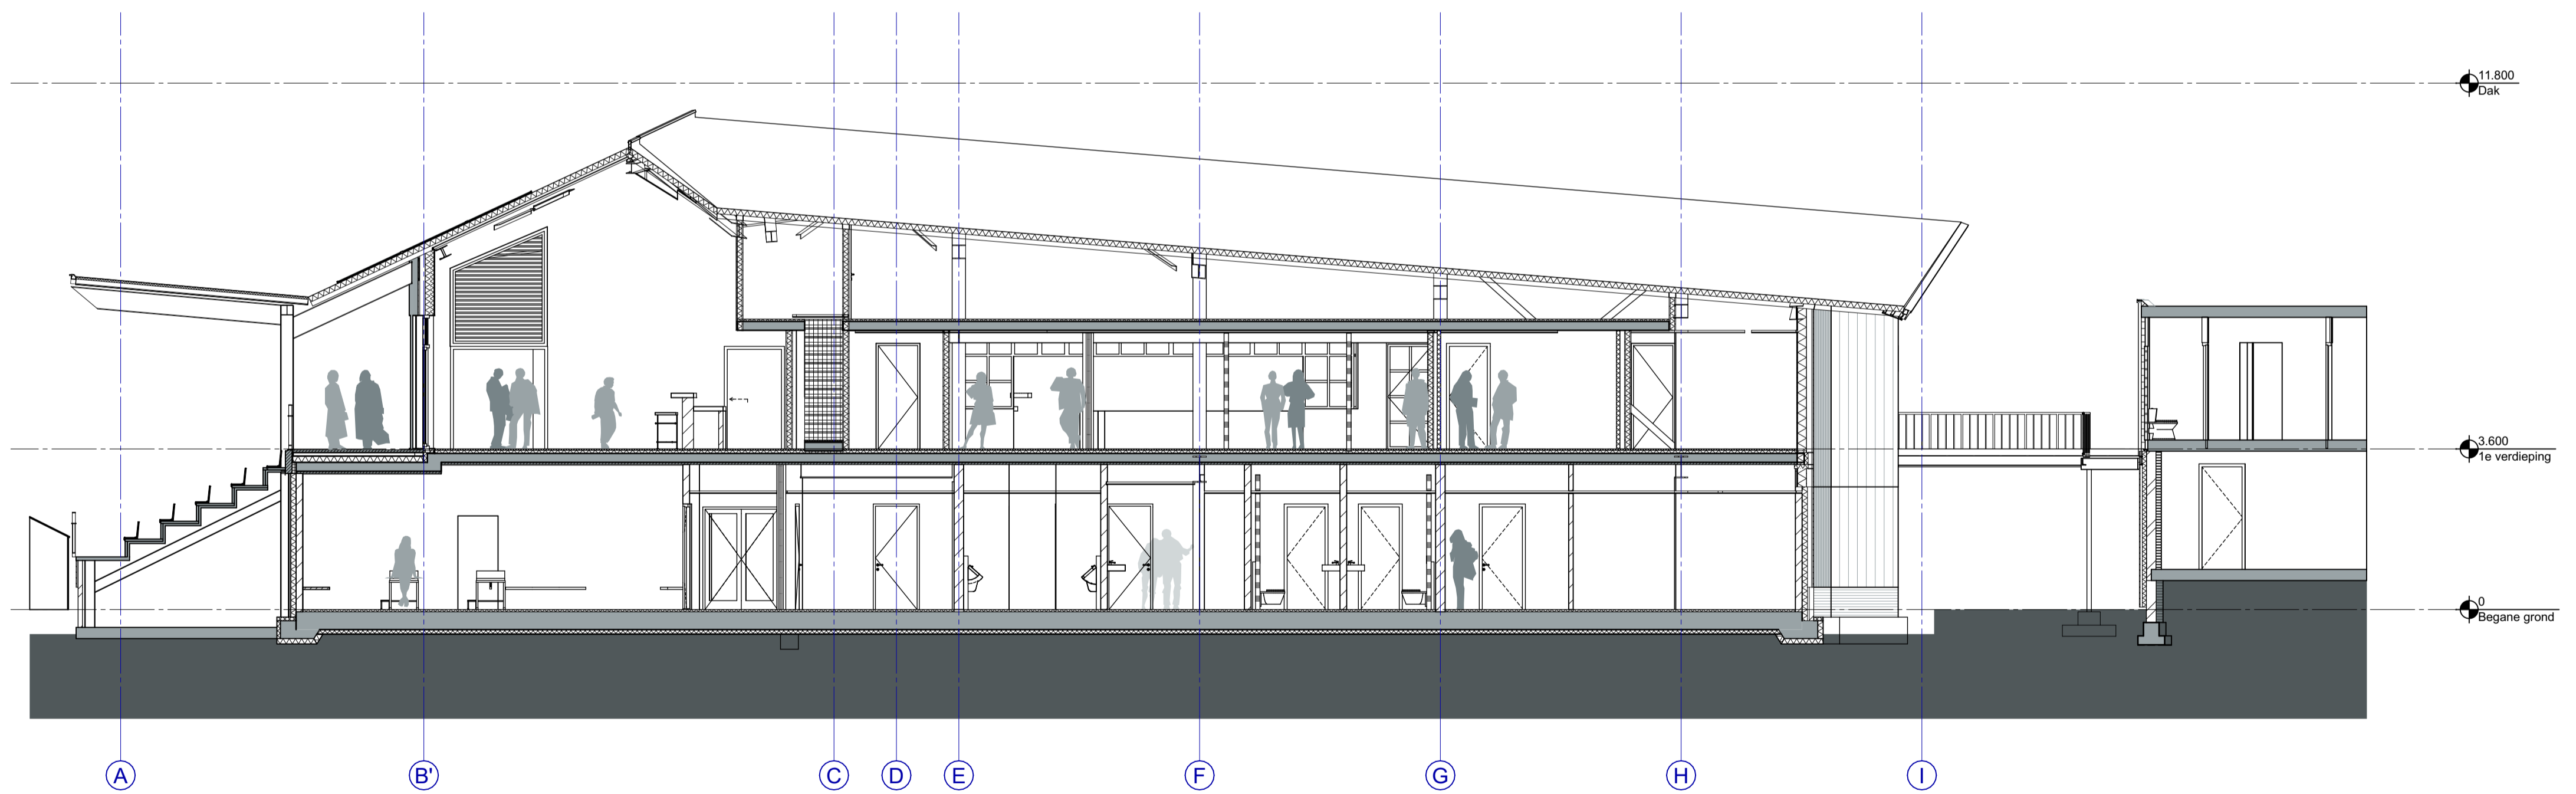 11.800
Dak
3.600
1e verdieping
0
Begane grond
A B' C D E F G H I